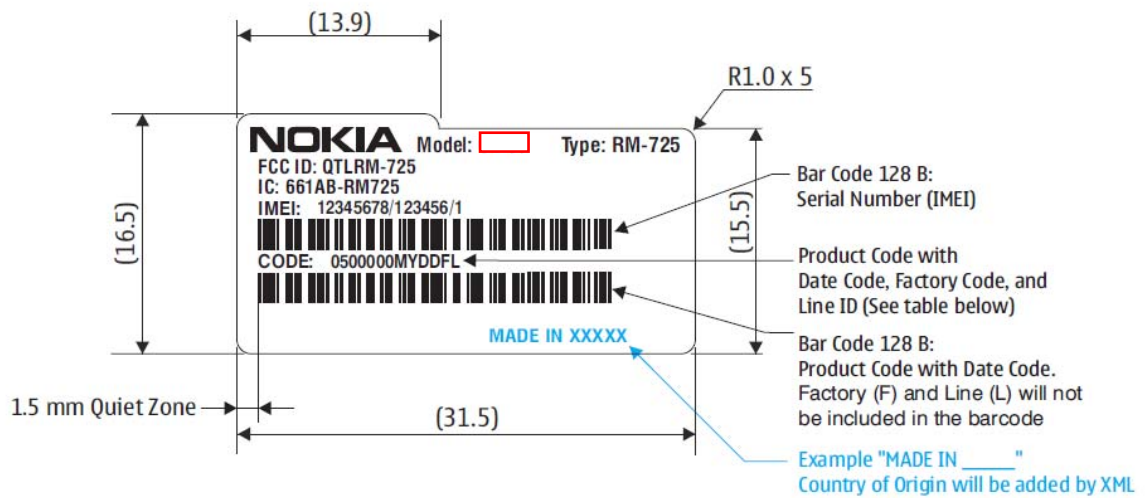 (13.9)
R1.0 x 5
NOKIA Model: Type: RM-725
FCC ID: QTLRM-725
IC: 661AB-RM725
IMEI: 12345678/123456/1
CODE: 0500000MYDDFL
MADE IN XXXXX
(16.5)
(15.5)
Bar Code 128 B:
Serial Number (IMEI)
Product Code with
Date Code, Factory Code, and
Line ID (See table below)
Bar Code 128 B:
Product Code with Date Code.
Factory (F) and Line (L) will not
be included in the barcode
1.5 mm Quiet Zone
(31.5)
Example "MADE IN _____"
Country of Origin will be added by XML